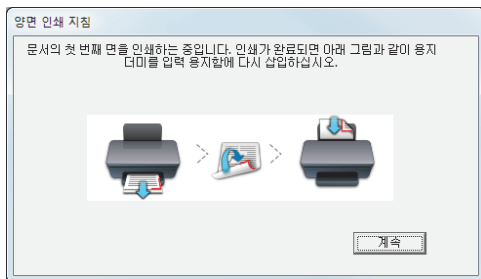 양면 인쇄 지침
문서의 첫 번째 면을 인쇄하는 중입니다. 인쇄가 완료되면 아래 그림과 같이 용지
더미를 입력 용지함에 다시 삽입하십시오.
계속